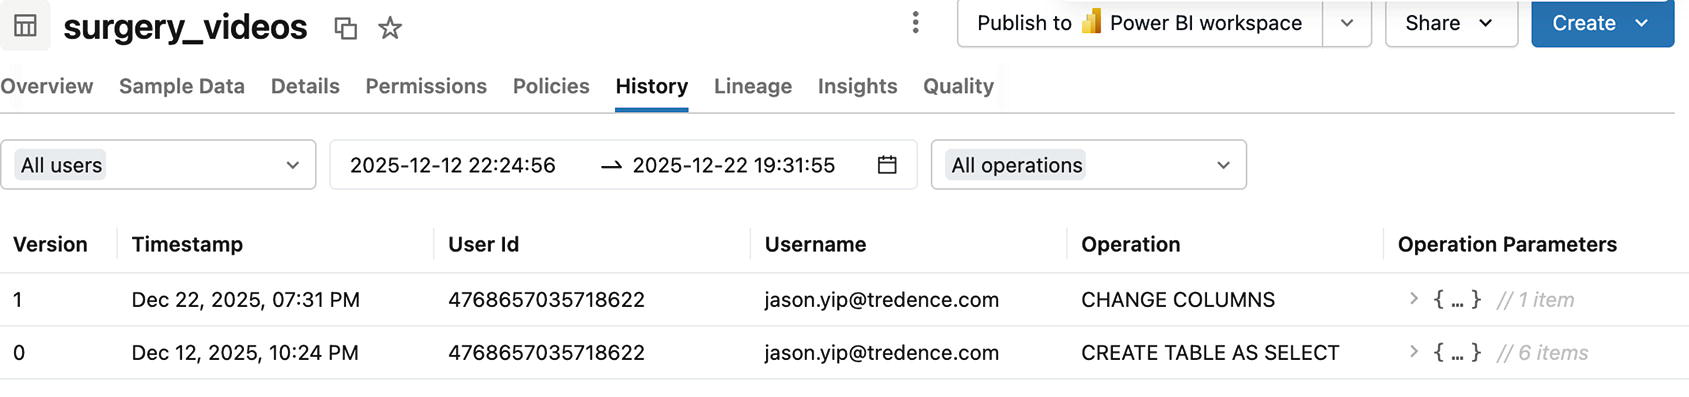 surgery_videos
Publish to Power BI workspace
Share
Create
Overview Sample Data Details Permissions Policies History Lineage Insights Quality
All users
2025-12-12 22:24:56 → 2025-12-22 19:31:55
All operations
Version Timestamp User Id Username Operation Operation Parameters
1 Dec 22, 2025, 07:31 PM 4768657035718622 jason.yip@tredence.com CHANGE COLUMNS { … } // 1 item
0 Dec 12, 2025, 10:24 PM 4768657035718622 jason.yip@tredence.com CREATE TABLE AS SELECT { … } // 6 items